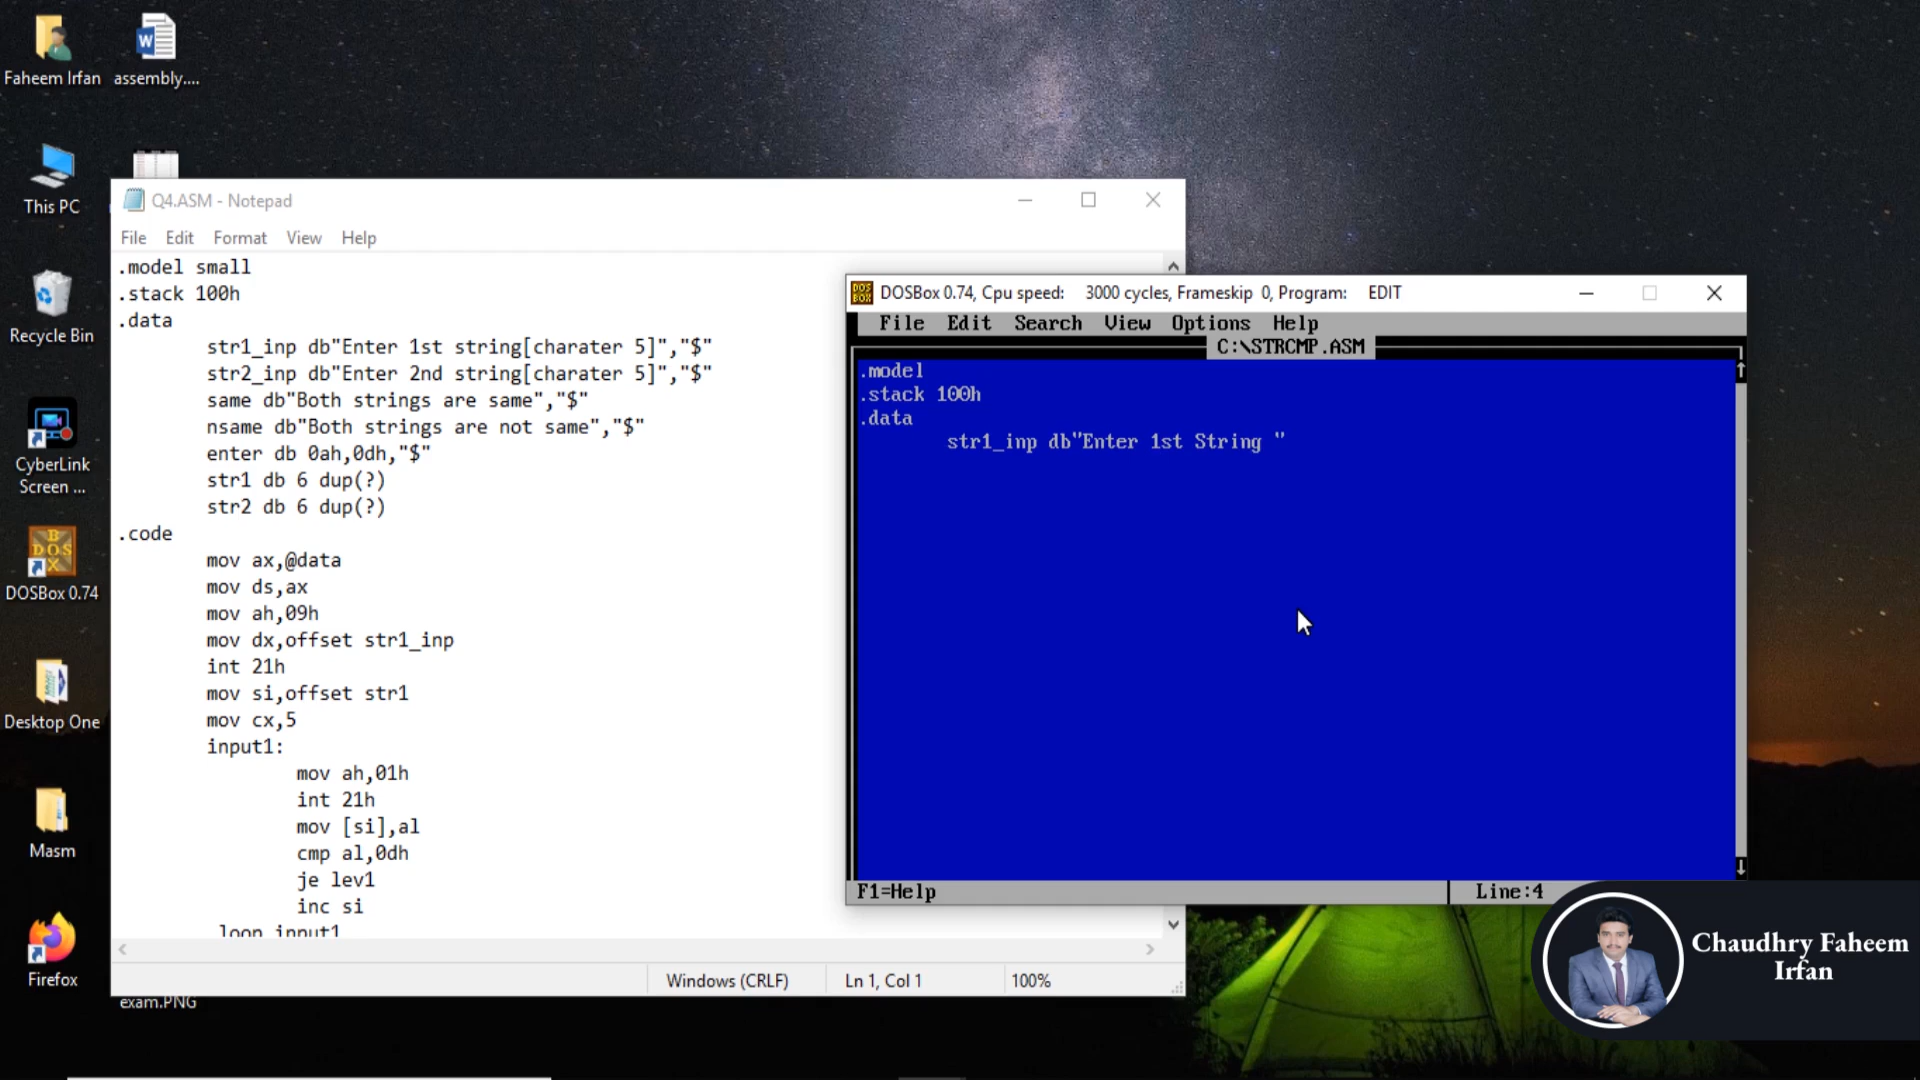 Faheem Irfan
assembly....
This PC
Recycle Bin
CyberLink
Screen ...
DOSBox 0.74
Desktop One
Masm
Firefox
exam.PNG
Q4.ASM - Notepad
File Edit Format View Help
.model small
.stack 100h
.data
str1_inp db"Enter 1st string[charater 5]","$"
str2_inp db"Enter 2nd string[charater 5]","$"
same db"Both strings are same","$"
nsame db"Both strings are not same","$"
enter db 0ah,0dh,"$"
str1 db 6 dup(?)
str2 db 6 dup(?)
.code
mov ax,@data
mov ds,ax
mov ah,09h
mov dx,offset str1_inp
int 21h
mov si,offset str1
mov cx,5
input1:
mov ah,01h
int 21h
mov [si],al
cmp al,0dh
je lev1
inc si
loop input1
Windows (CRLF) Ln 1, Col 1 100%
DOSBox 0.74, Cpu speed: 3000 cycles, Frameskip 0, Program: EDIT
File Edit Search View Options Help
C:\STRCMP.ASM
.model
.stack 100h
.data
str1_inp db"Enter 1st String "
F1=Help Line:4
Chaudhry Faheem
Irfan